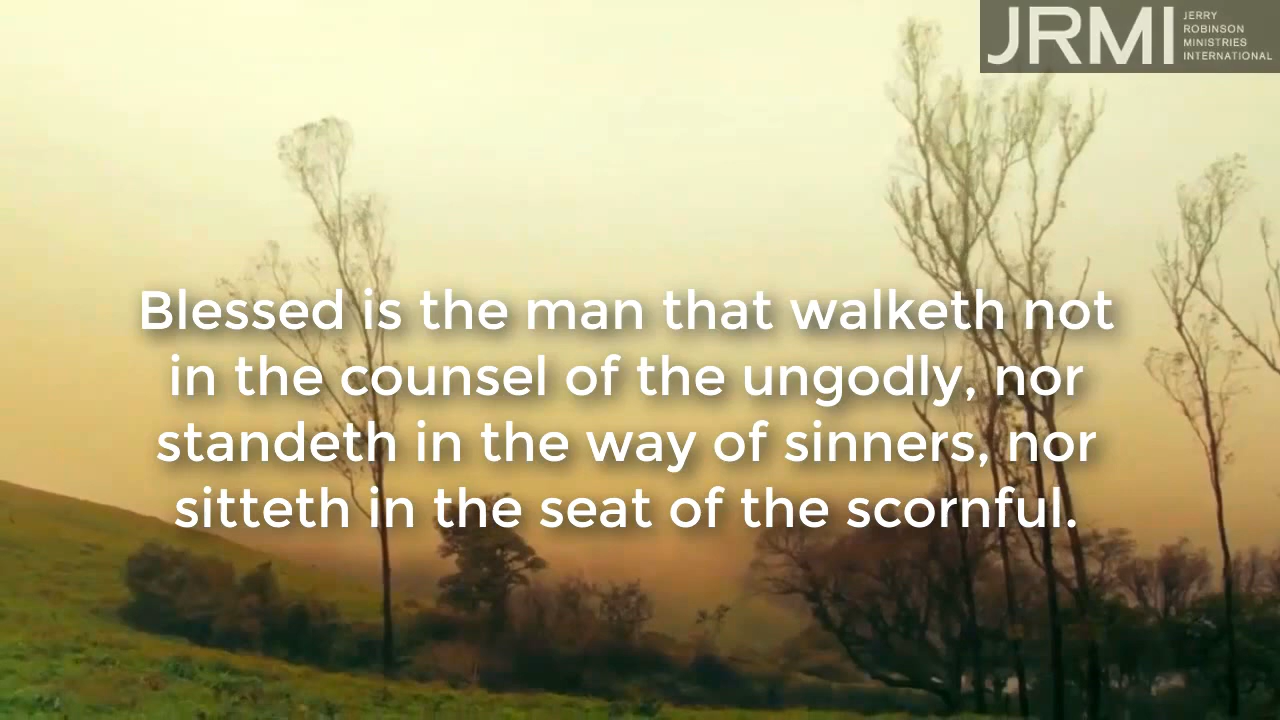 JRMI
JERRY
ROBINSON
MINISTRIES
INTERNATIONAL
Blessed is the man that walketh not
in the counsel of the ungodly, nor
standeth in the way of sinners, nor
sitteth in the seat of the scornful.